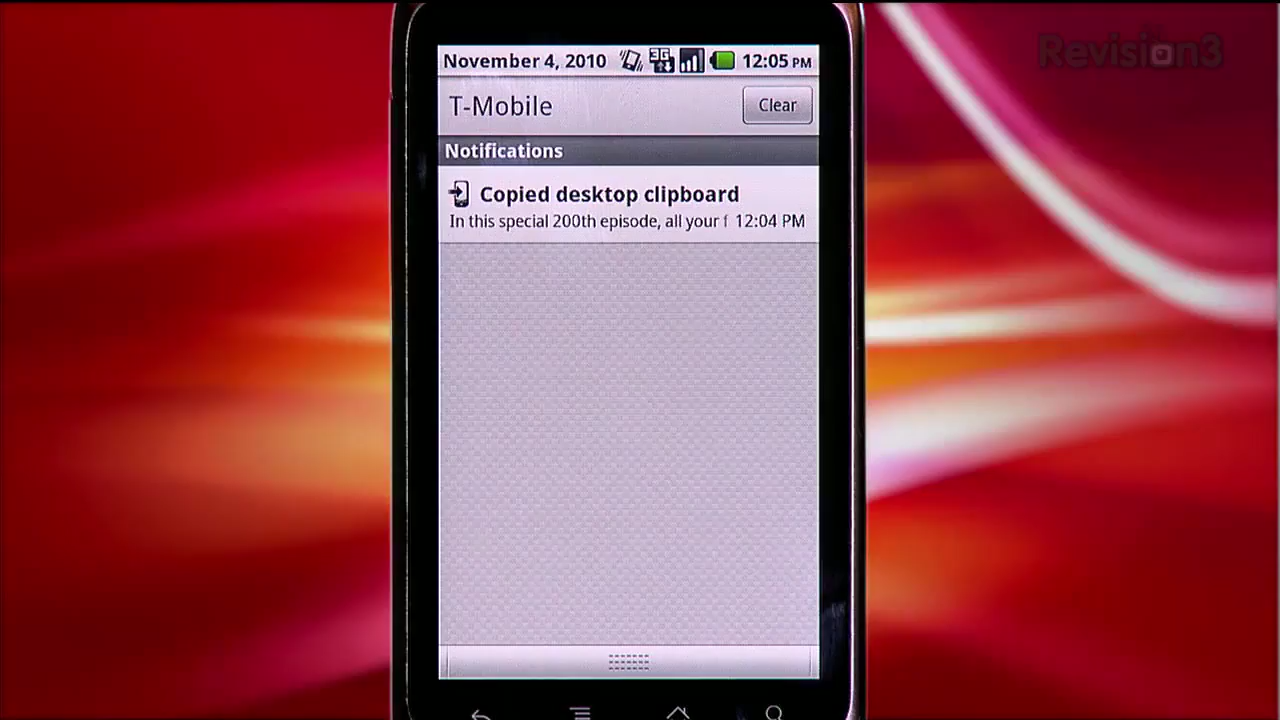 Revision3
November 4, 2010 3G 12:05 PM
T-Mobile Clear
Notifications
Copied desktop clipboard
In this special 200th episode, all your f 12:04 PM